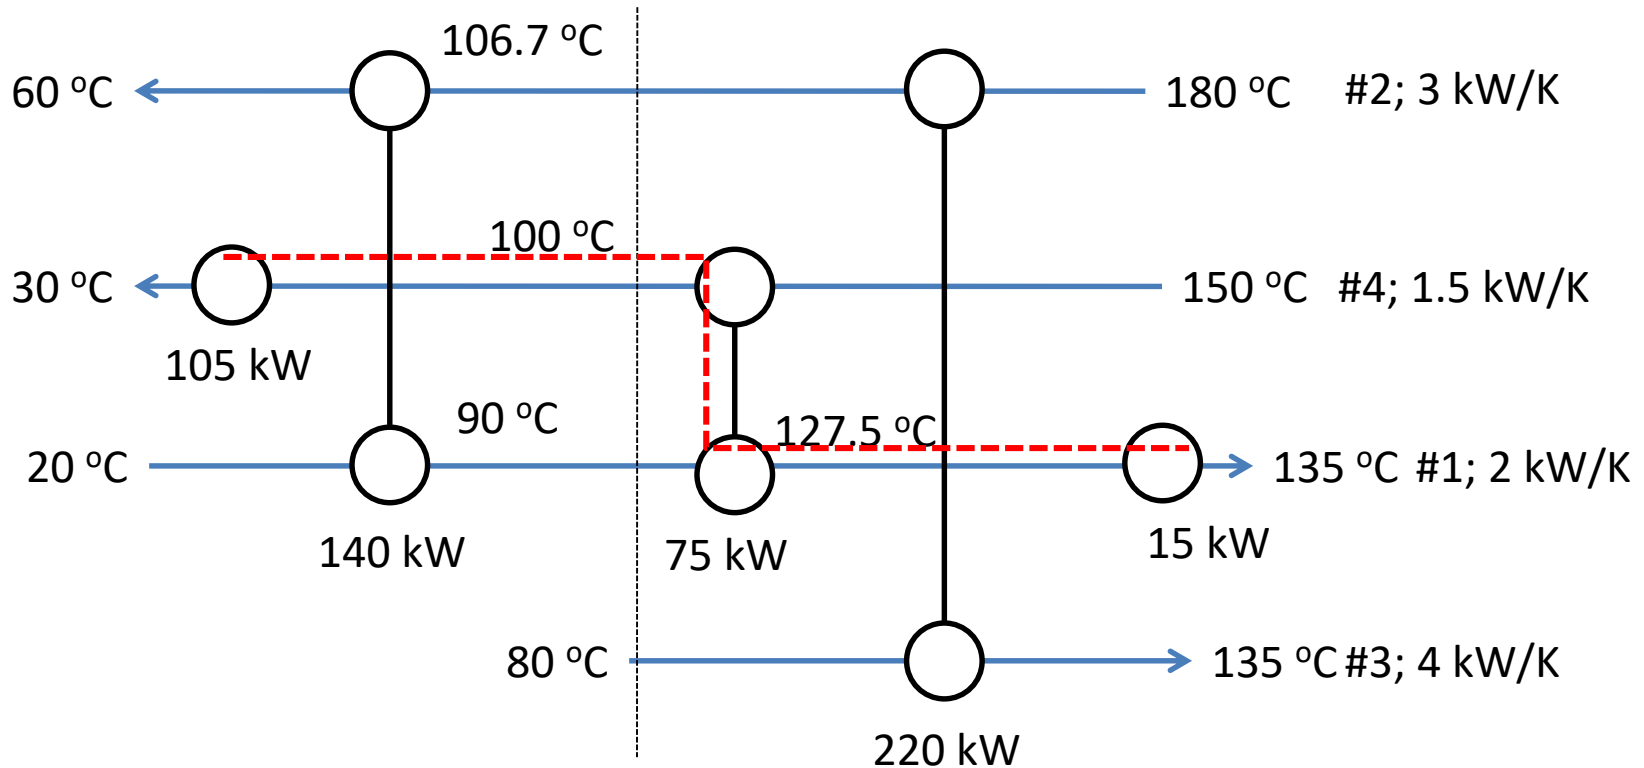 106.7 °C
60 °C
180 °C #2; 3 kW/K
100 °C
30 °C
150 °C #4; 1.5 kW/K
105 kW
90 °C
127.5 °C
20 °C
135 °C #1; 2 kW/K
140 kW
75 kW
15 kW
80 °C
135 °C #3; 4 kW/K
220 kW